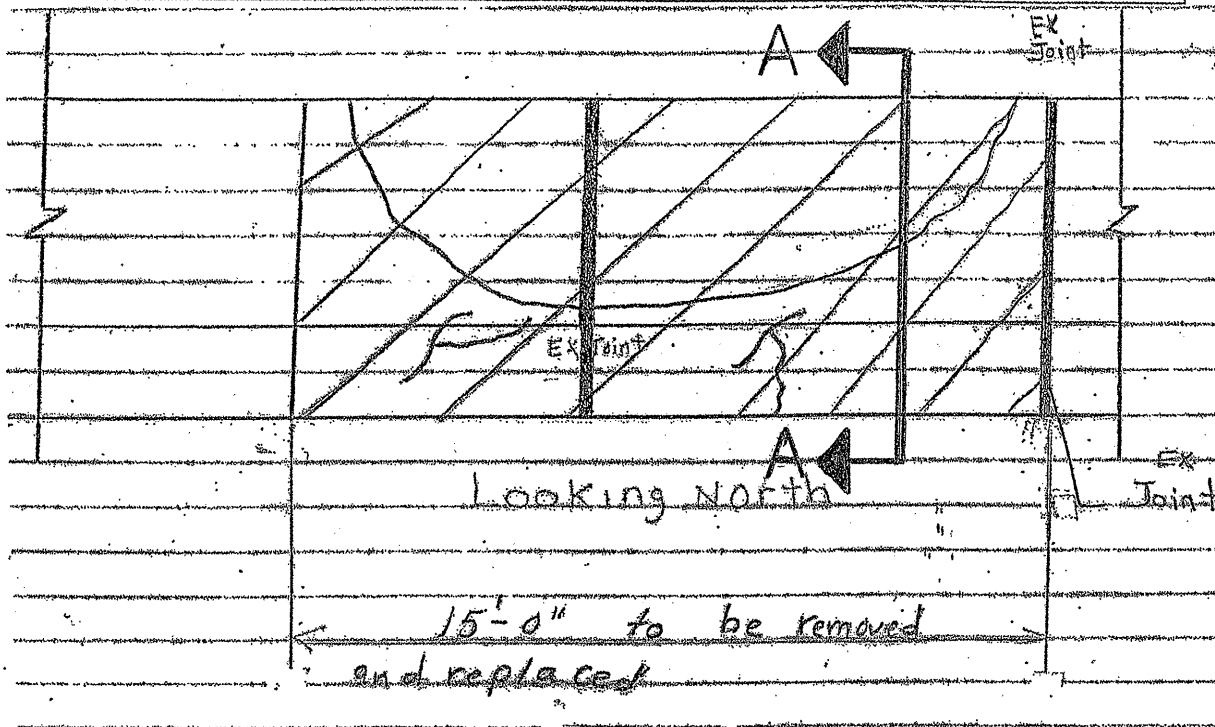 EX
Joint
A
EX Joint
A
Looking North
EX
Joint
15'-0" to be removed
and replaced